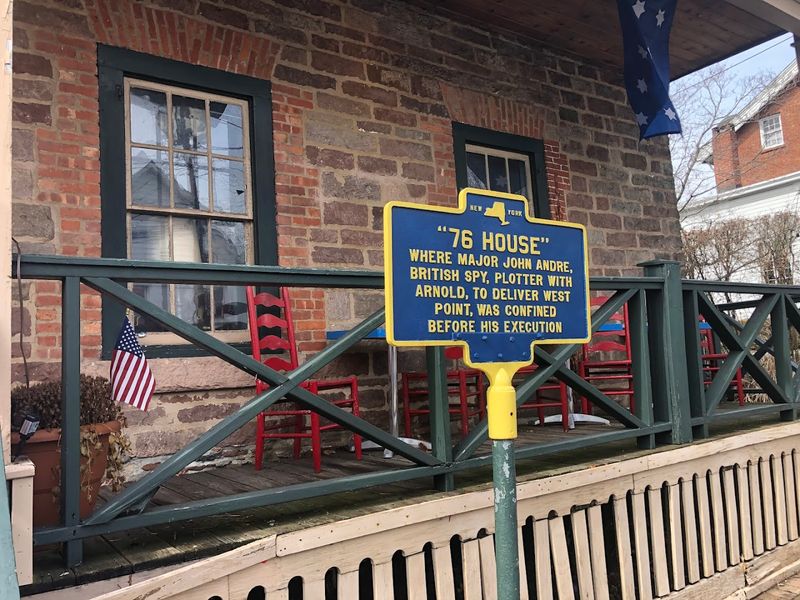 NEW YORK
"76 HOUSE"
WHERE MAJOR JOHN ANDRE,
BRITISH SPY, PLOTTER WITH
ARNOLD, TO DELIVER WEST
POINT, WAS CONFINED
BEFORE HIS EXECUTION